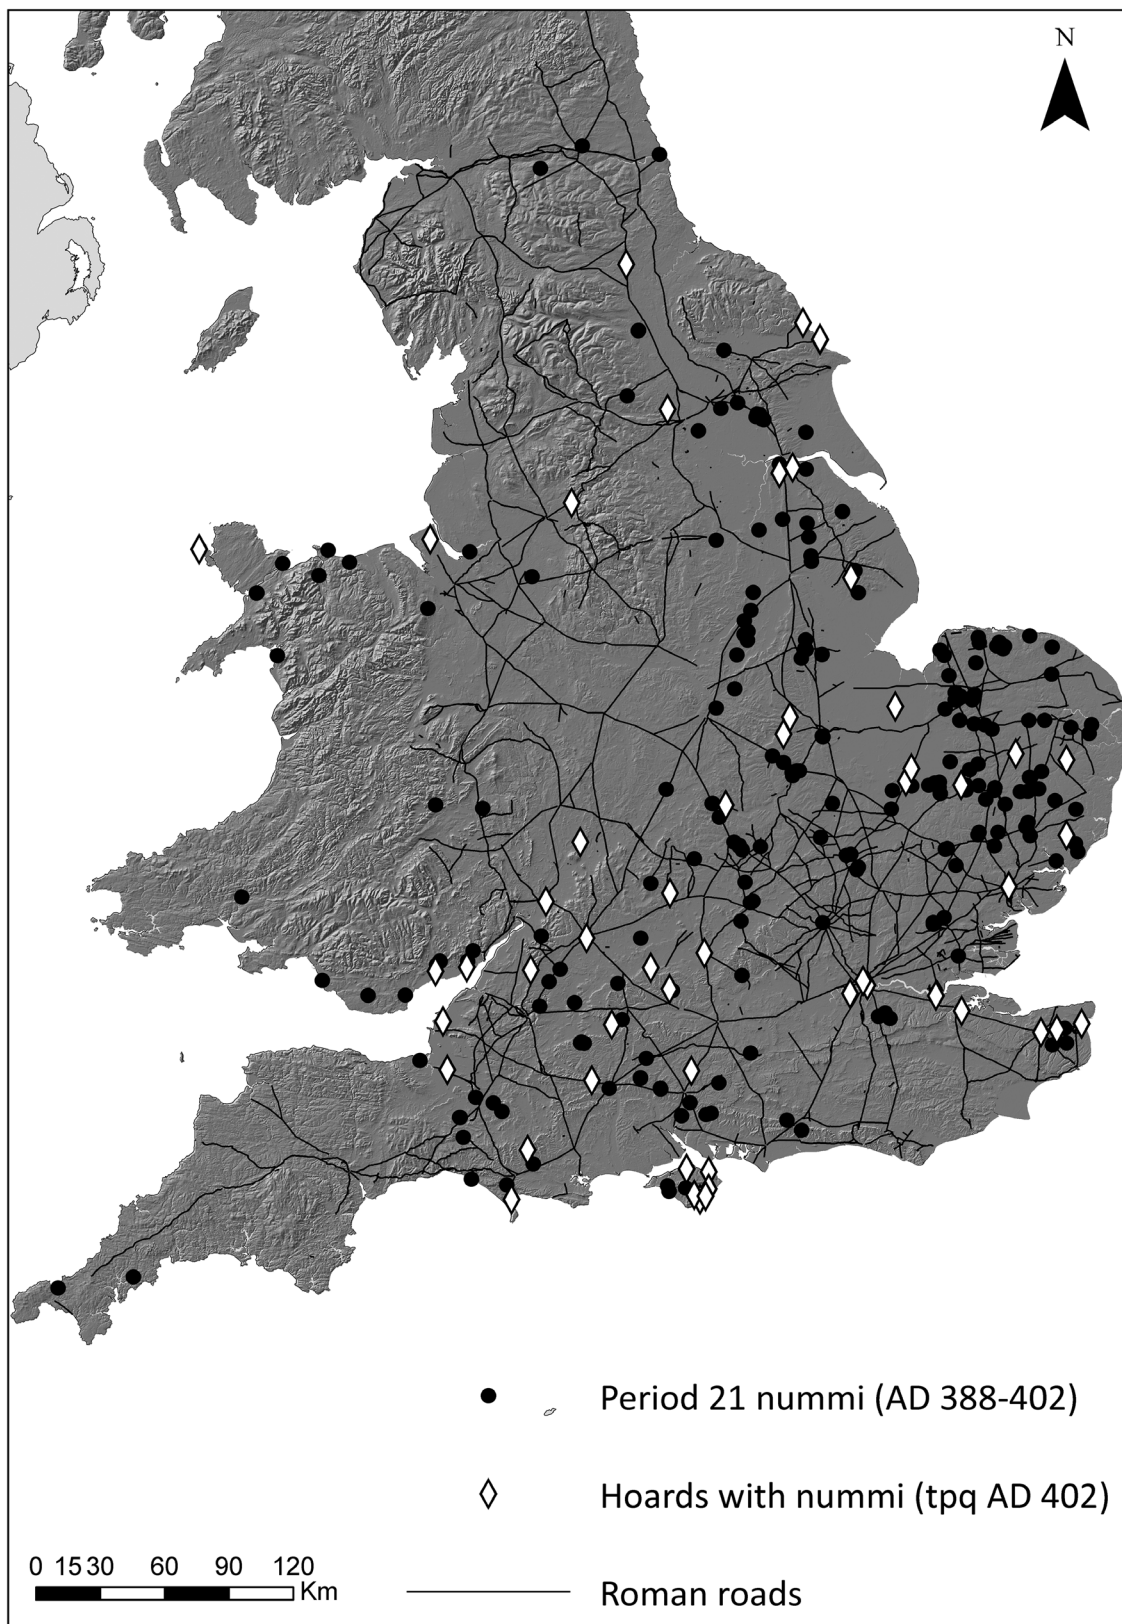 N
Period 21 nummi (AD 388-402)
Hoards with nummi (tpq AD 402)
0 15 30 60 90 120
Km
Roman roads